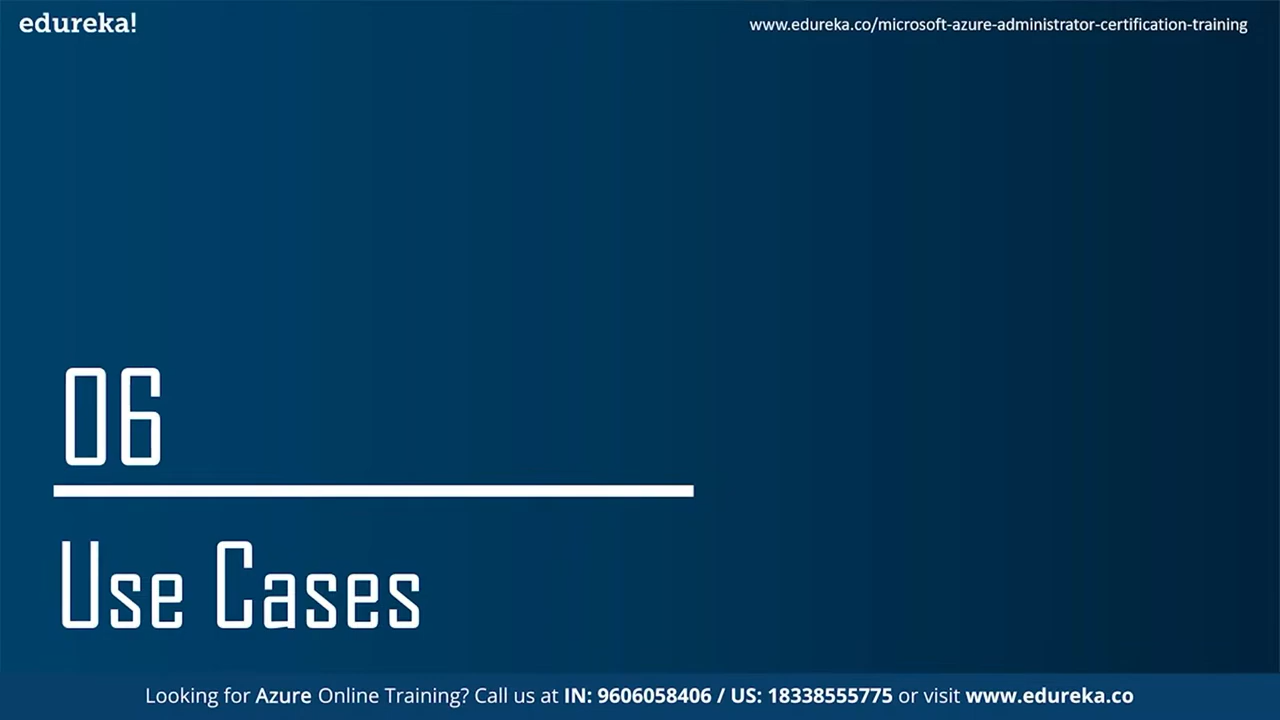 edureka!
www.edureka.co/microsoft-azure-administrator-certification-training
06
Use Cases
Looking for Azure Online Training? Call us at IN: 9606058406 / US: 18338555775 or visit www.edureka.co